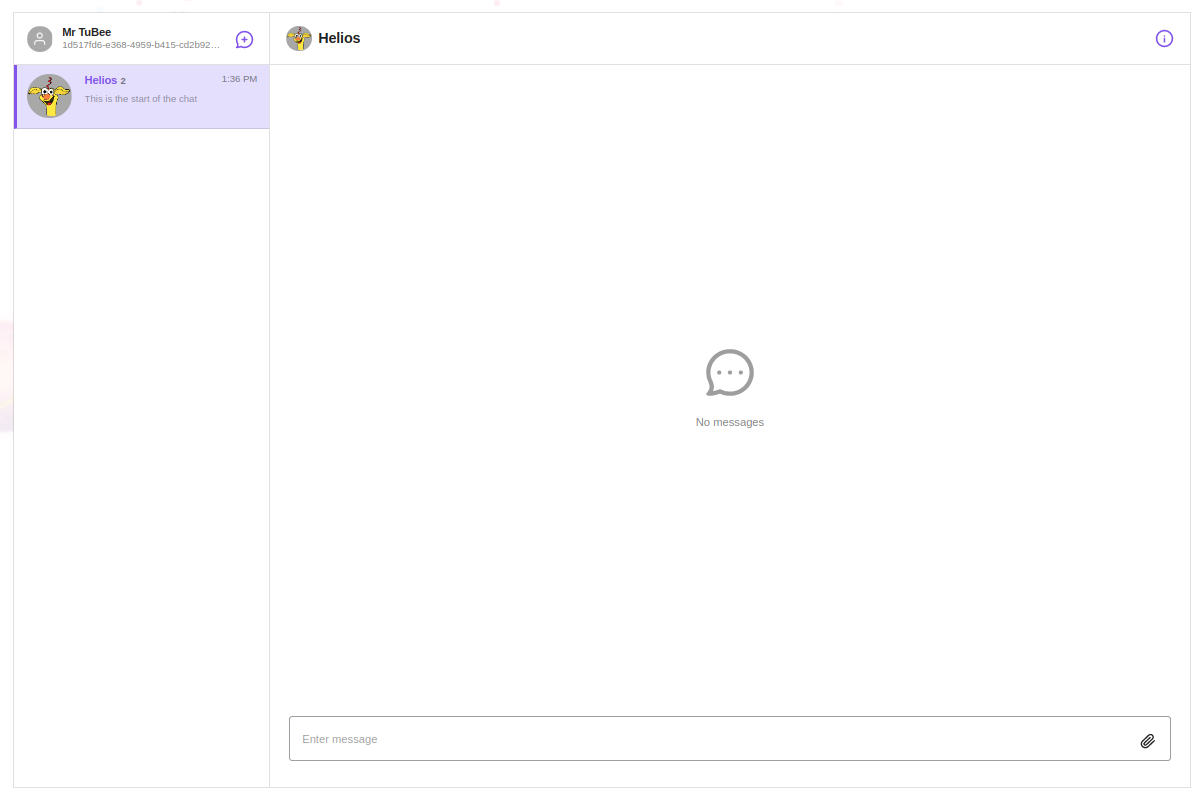 Mr TuBee
1d517fd6-e368-4959-b415-cd2b92…
Helios 2
1:36 PM
This is the start of the chat
Helios
No messages
Enter message